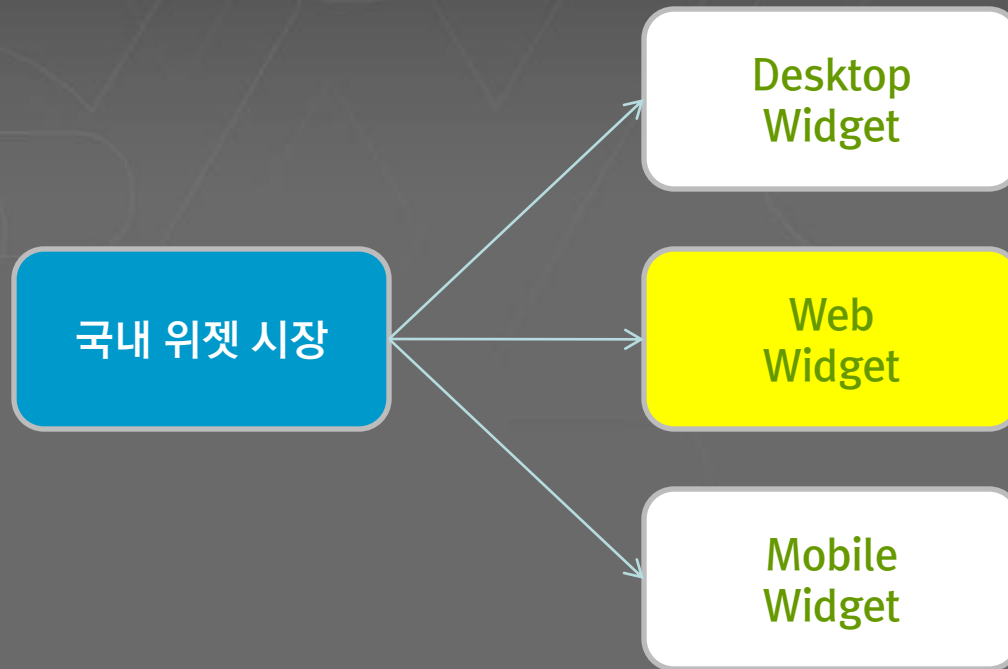 Desktop
Widget
국내 위젯 시장
Web
Widget
Mobile
Widget